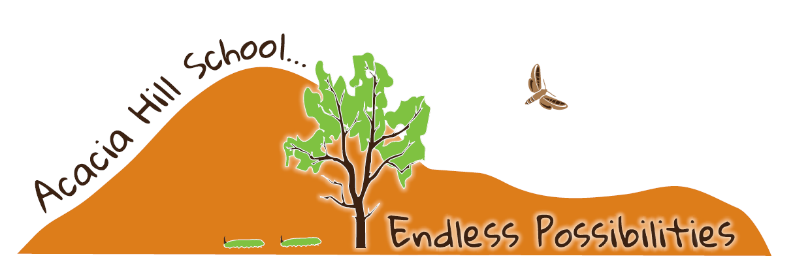 Acacia Hill School...
Endless Possibilities